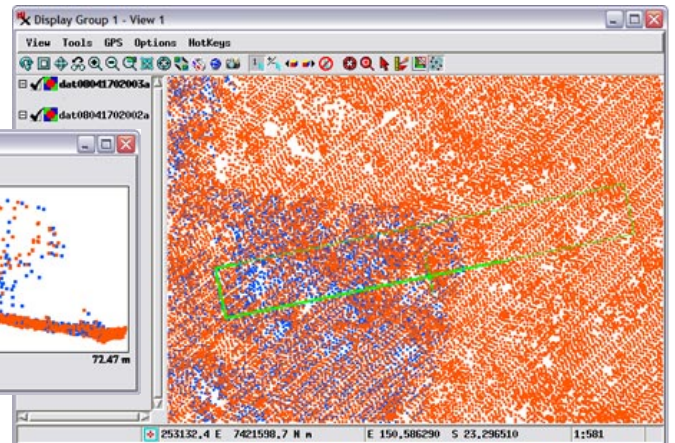 Display Group 1 - View 1
View Tools GPS Options HotKeys
dat08041702003a
dat08041702002a
72.47 m
253132.4 E 7421598.7 N m E 150.586290 S 23.296510 1:581